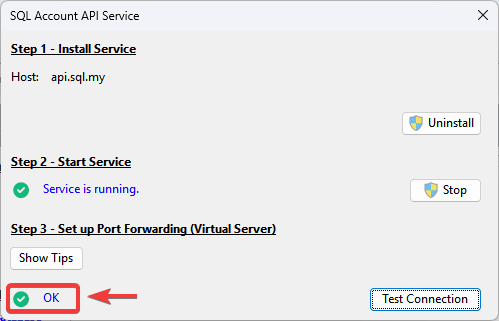 SQL Account API Service
Step 1 - Install Service
Host: api.sql.my
Uninstall
Step 2 - Start Service
Service is running.
Stop
Step 3 - Set up Port Forwarding (Virtual Server)
Show Tips
OK
Test Connection